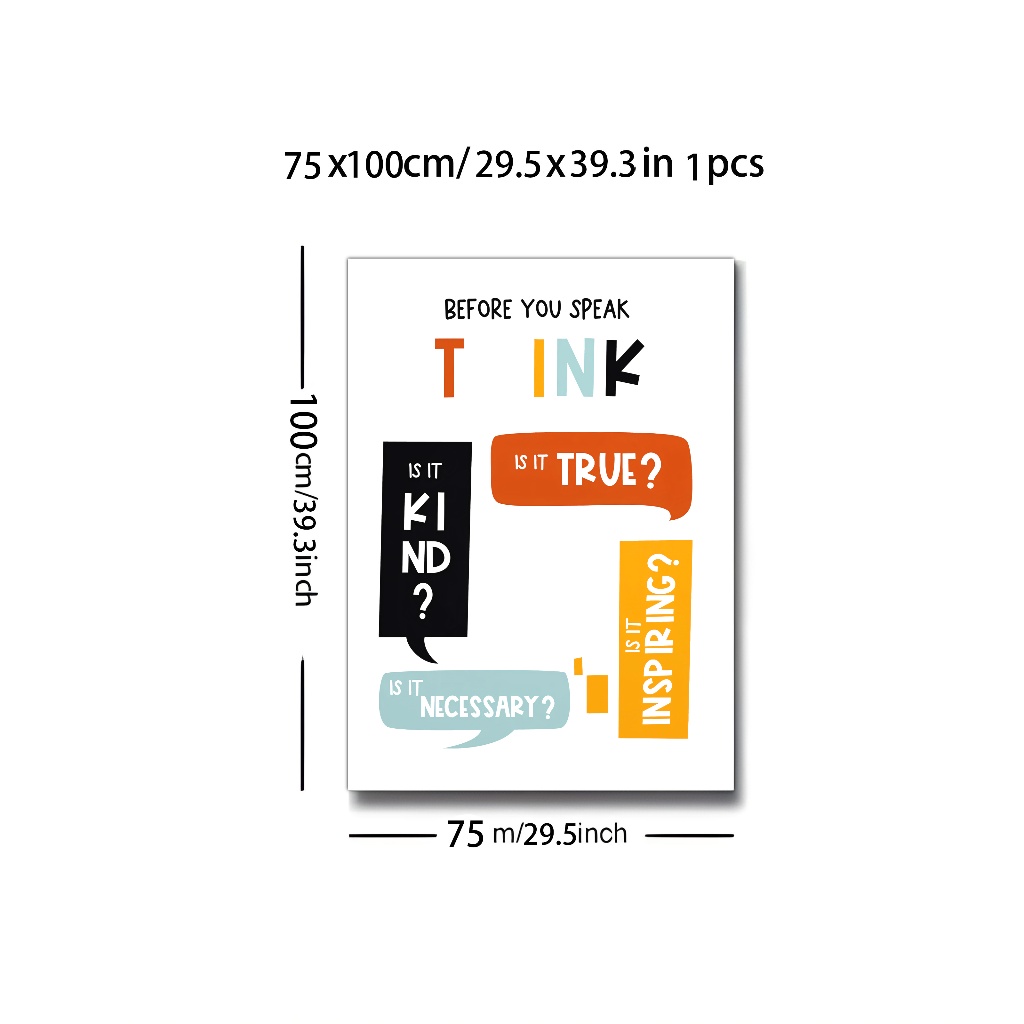 75x100cm/29.5x39.3in 1pcs
BEFORE YOU SPEAK
T INK
IS IT
KI
ND
?
IS IT TRUE?
IS IT
INSPIRING?
IS IT
NECESSARY?
100cm/39.3inch
75 m/29.5inch